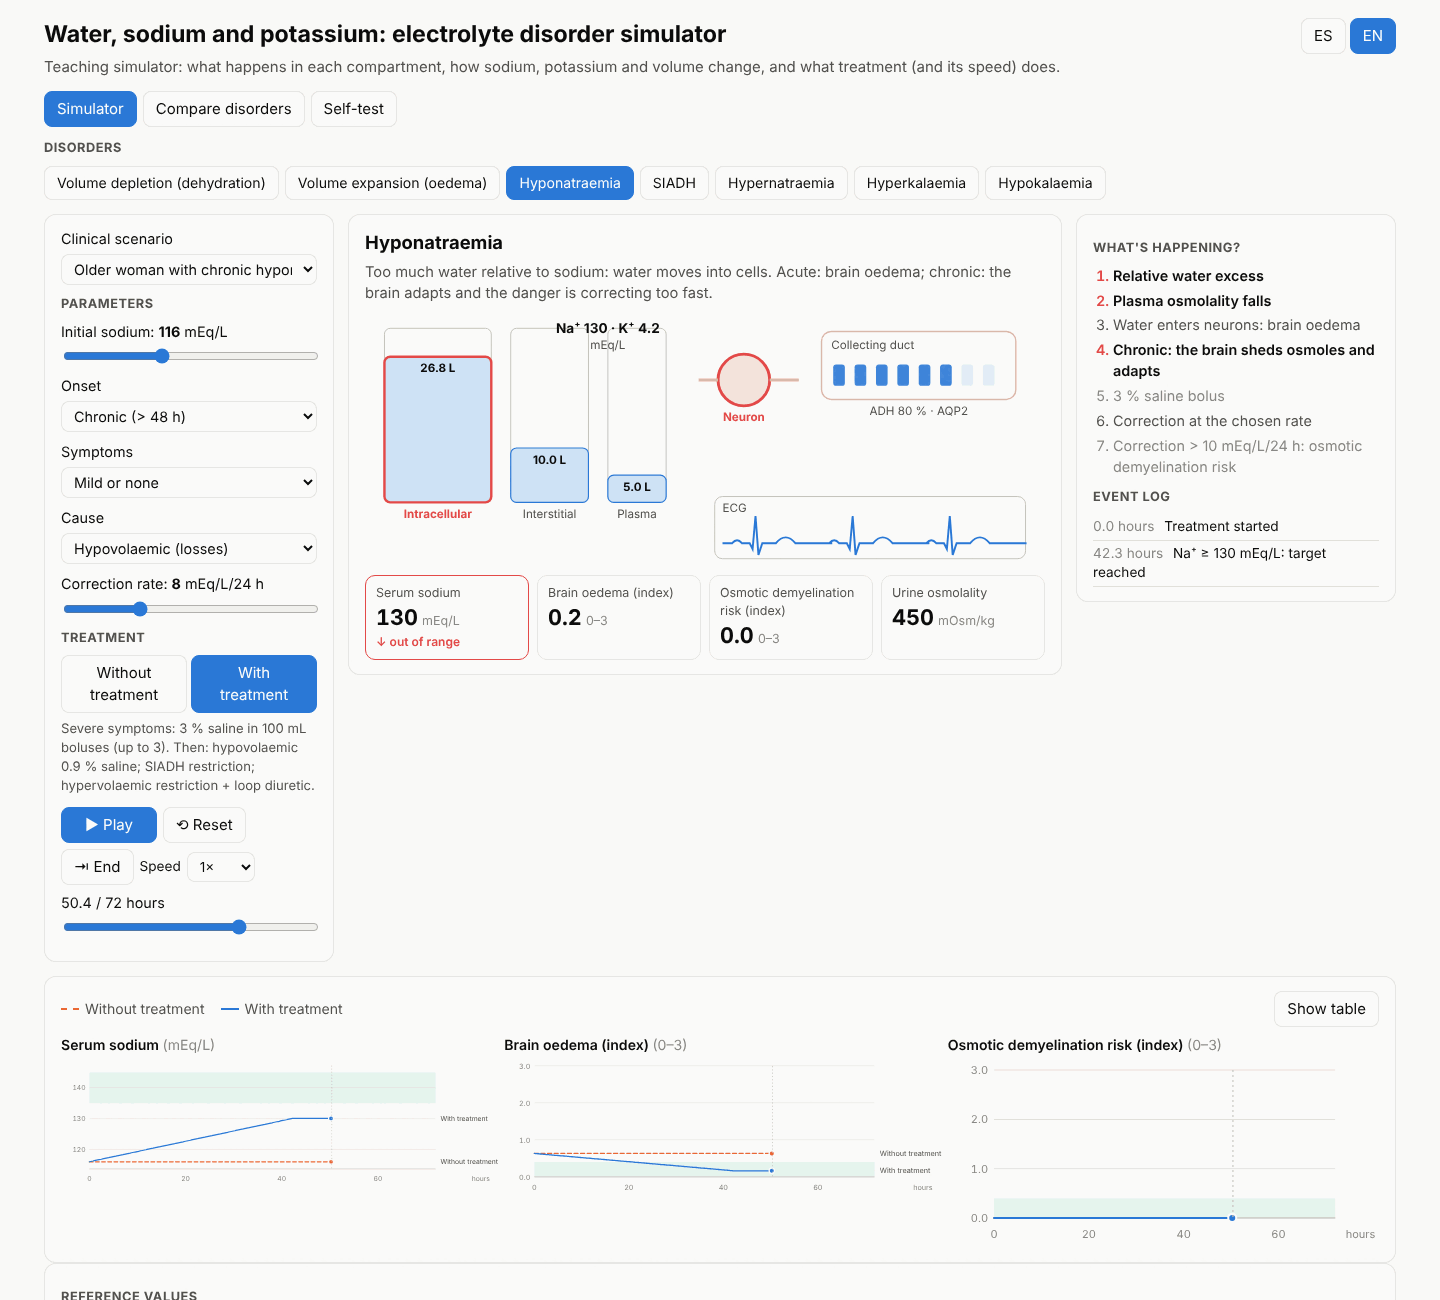 Water, sodium and potassium: electrolyte disorder simulator
ES
EN
Teaching simulator: what happens in each compartment, how sodium, potassium and volume change, and what treatment (and its speed) does.
Simulator
Compare disorders
Self-test
DISORDERS
Volume depletion (dehydration)
Volume expansion (oedema)
Hyponatraemia
SIADH
Hypernatraemia
Hyperkalaemia
Hypokalaemia
Clinical scenario
Older woman with chronic hypor
PARAMETERS
Initial sodium: 116 mEq/L
Onset
Chronic (> 48 h)
Symptoms
Mild or none
Cause
Hypovolaemic (losses)
Correction rate: 8 mEq/L/24 h
TREATMENT
Without
treatment
With
treatment
Severe symptoms: 3 % saline in 100 mL
boluses (up to 3). Then: hypovolaemic
0.9 % saline; SIADH restriction;
hypervolaemic restriction + loop diuretic.
▶ Play
⟲ Reset
⇥ End
Speed
1×
50.4 / 72 hours
Hyponatraemia
Too much water relative to sodium: water moves into cells. Acute: brain oedema; chronic: the
brain adapts and the danger is correcting too fast.
Na⁺ 130 · K⁺ 4.2
mEq/L
26.8 L
10.0 L
5.0 L
Intracellular
Interstitial
Plasma
Neuron
Collecting duct
ADH 80 % · AQP2
ECG
Serum sodium
130 mEq/L
↓ out of range
Brain oedema (index)
0.2 0–3
Osmotic demyelination
risk (index)
0.0 0–3
Urine osmolality
450 mOsm/kg
WHAT'S HAPPENING?
1. Relative water excess
2. Plasma osmolality falls
3. Water enters neurons: brain oedema
4. Chronic: the brain sheds osmoles and
adapts
5. 3 % saline bolus
6. Correction at the chosen rate
7. Correction > 10 mEq/L/24 h: osmotic
demyelination risk
EVENT LOG
0.0 hours Treatment started
42.3 hours Na⁺ ≥ 130 mEq/L: target
reached
Without treatment
With treatment
Show table
Serum sodium (mEq/L)
140
130
120
0
20
40
60
hours
With treatment
Without treatment
Brain oedema (index) (0–3)
3.0
2.0
1.0
0.0
0
20
40
60
hours
Without treatment
With treatment
Osmotic demyelination risk (index) (0–3)
3.0
2.0
1.0
0.0
0
20
40
60
hours
REFERENCE VALUES